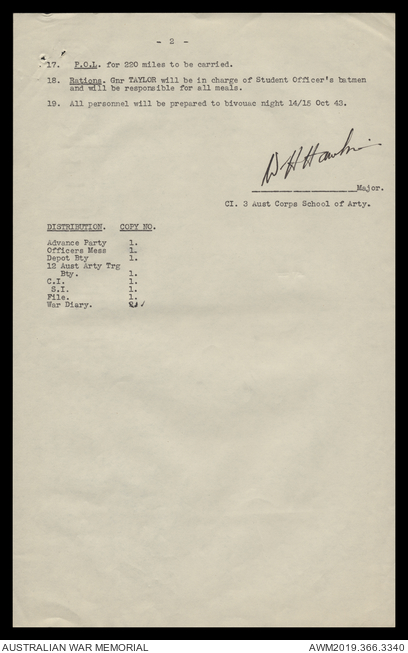 - 2 -
17. P.O.L. for 220 miles to be carried.
18. Rations. Gnr TAYLOR will be in charge of Student Officer's batmen
and will be responsible for all meals.
19. All personnel will be prepared to bivouac night 14/15 Oct 43.
D H Hawkins
Major.
CI. 3 Aust Corps School of Arty.
DISTRIBUTION. COPY NO.
Advance Party 1.
Officers Mess 1.
Depot Bty 1.
12 Aust Arty Trg
Bty. 1.
C.I. 1.
S.I. 1.
File. 1.
War Diary.
AUSTRALIAN WAR MEMORIAL
AWM2019.366.3340